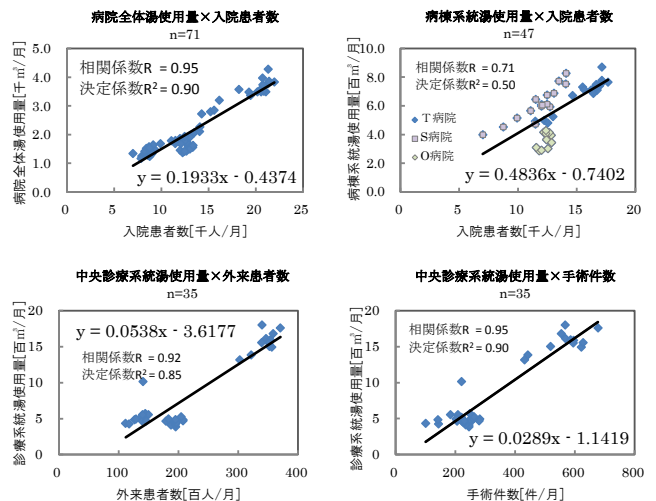 病院全体湯使用量×入院患者数
n=71
病院全体湯使用量[千㎥/月]
5.0
4.0
3.0
2.0
1.0
0.0
相関係数R = 0.95
決定係数R² = 0.90
y = 0.1933x - 0.4374
0 5 10 15 20 25
入院患者数[千人/月]
病棟系統湯使用量×入院患者数
n=47
病棟系統湯使用量[百㎥/月]
10.0
8.0
6.0
4.0
2.0
0.0
相関係数R = 0.71
決定係数R² = 0.50
T病院
S病院
O病院
y = 0.4836x - 0.7402
0 5 10 15 20
入院患者数[千人/月]
中央診療系統湯使用量×外来患者数
n=35
診療系統湯使用量[百㎥/月]
20
15
10
5
0
y = 0.0538x - 3.6177
相関係数R = 0.92
決定係数R² = 0.85
0 100 200 300 400
外来患者数[百人/月]
中央診療系統湯使用量×手術件数
n=35
診療系統湯使用量[百㎥/月]
20
15
10
5
0
相関係数R = 0.95
決定係数R² = 0.90
y = 0.0289x - 1.1419
0 200 400 600 800
手術件数[件/月]